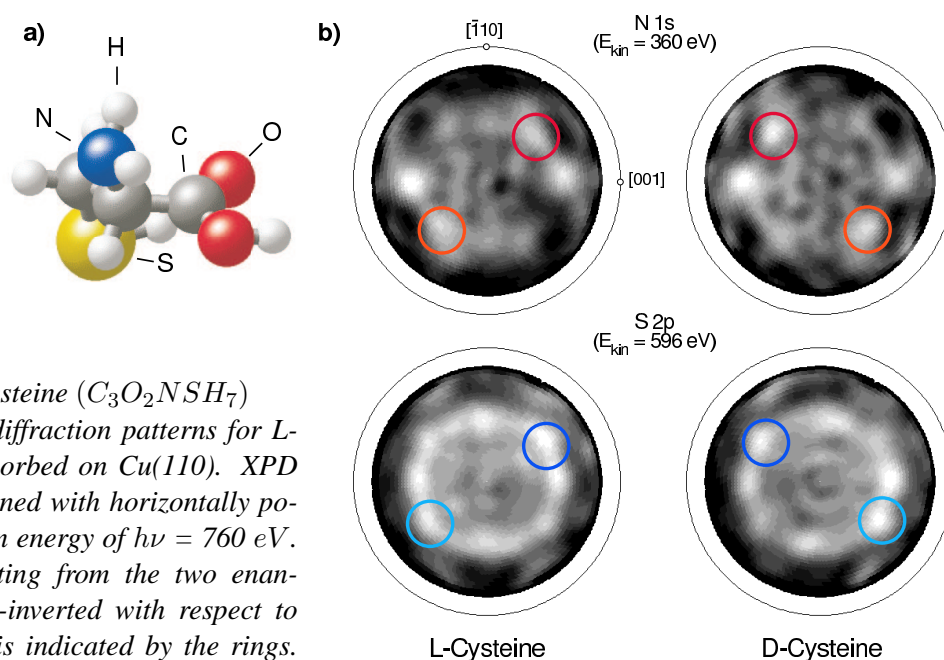 a)
H
N
C
O
S
b)
[1̄10]
N 1s
(E_kin = 360 eV)
[001]
S 2p
(E_kin = 596 eV)
L-Cysteine
D-Cysteine
steine (C₃O₂NSH₇)
diffraction patterns for L-
orbed on Cu(110). XPD
ned with horizontally po-
n energy of hν = 760 eV.
ting from the two enan-
-inverted with respect to
is indicated by the rings.